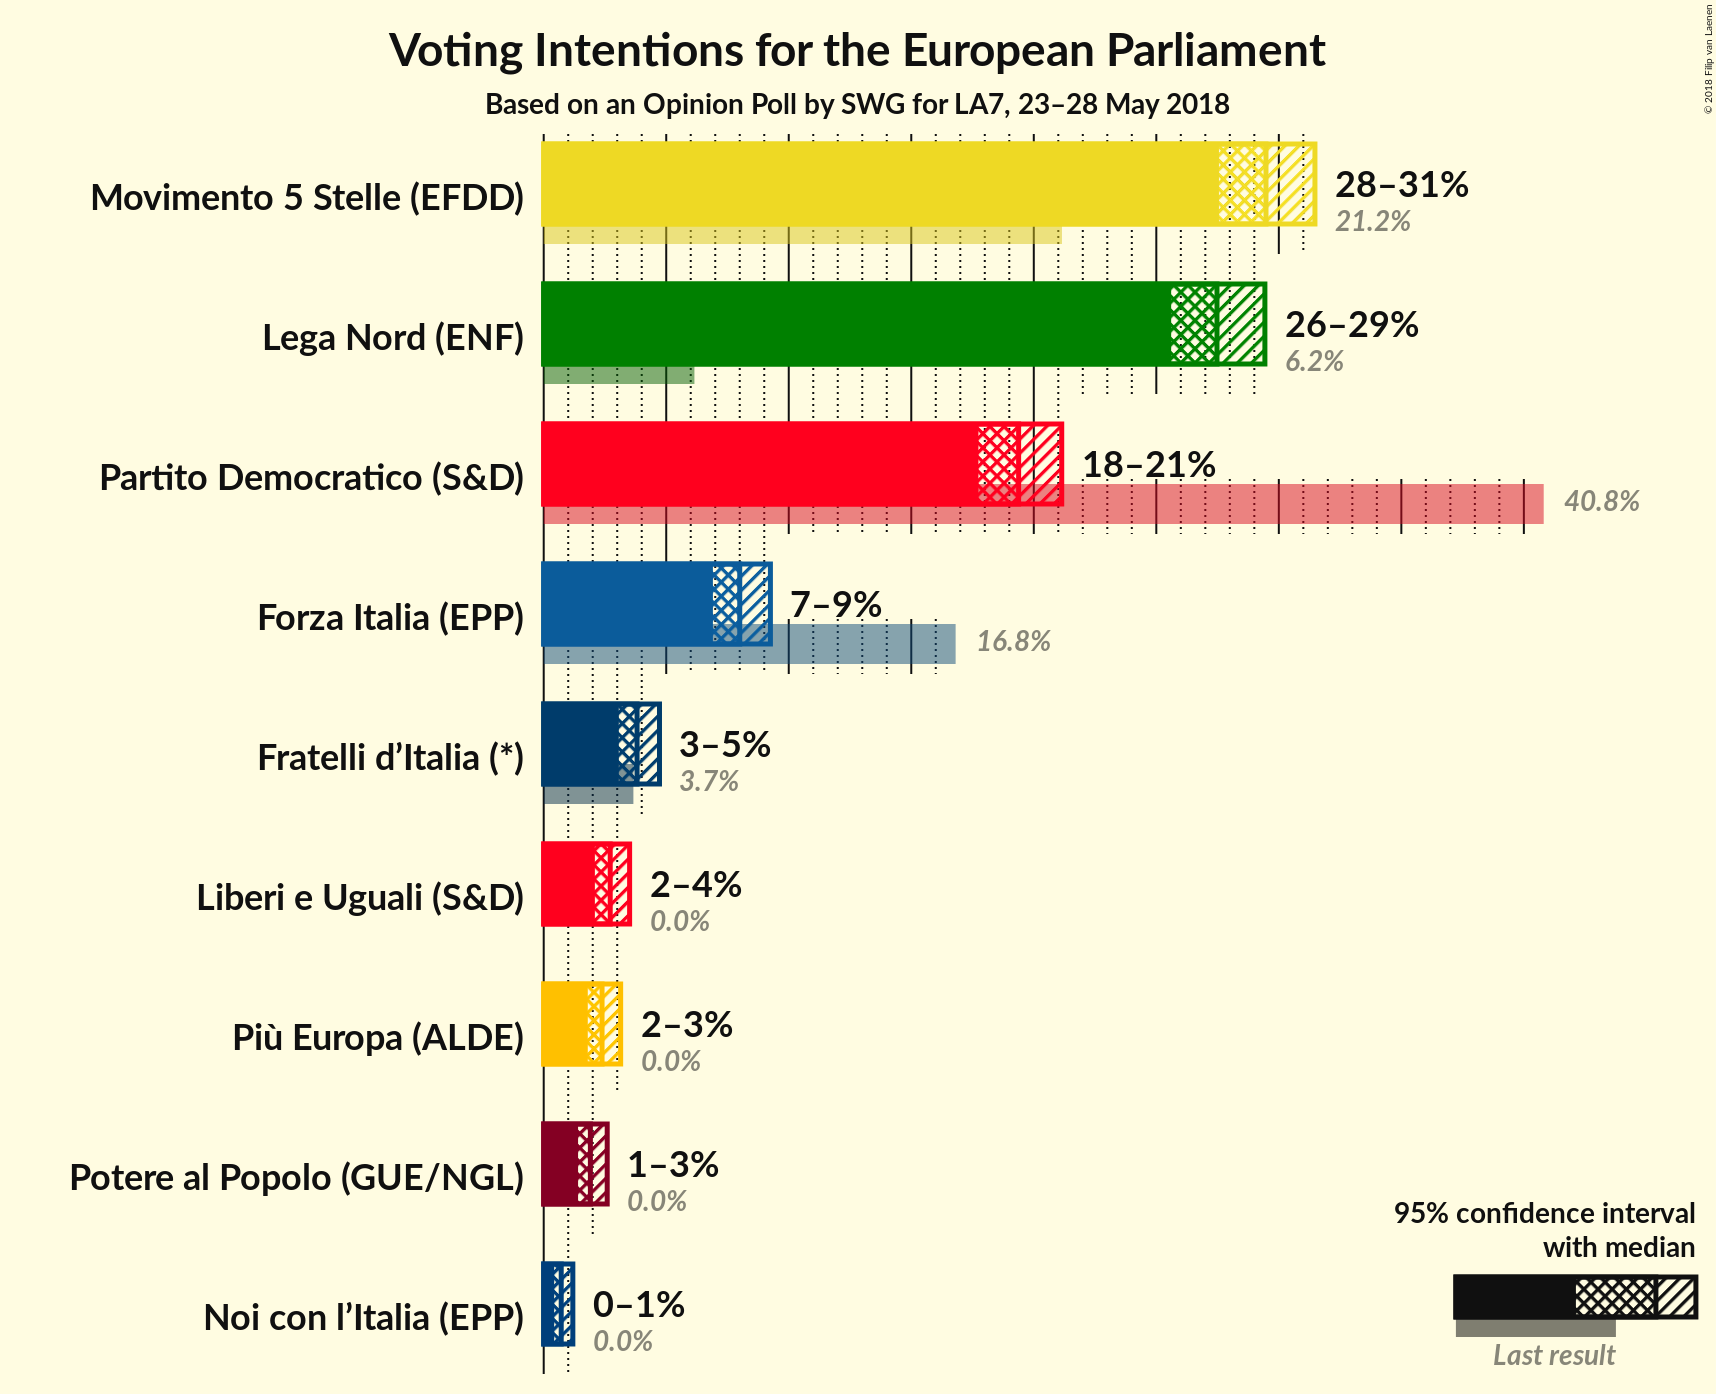 Voting Intentions for the European Parliament
Based on an Opinion Poll by SWG for LA7, 23–28 May 2018
© 2018 Filip van Laenen
Movimento 5 Stelle (EFDD)
28–31%
21.2%
Lega Nord (ENF)
26–29%
6.2%
Partito Democratico (S&D)
18–21%
40.8%
Forza Italia (EPP)
7–9%
16.8%
Fratelli d’Italia (*)
3–5%
3.7%
Liberi e Uguali (S&D)
2–4%
0.0%
Più Europa (ALDE)
2–3%
0.0%
Potere al Popolo (GUE/NGL)
1–3%
0.0%
Noi con l’Italia (EPP)
0–1%
0.0%
95% confidence interval
with median
Last result